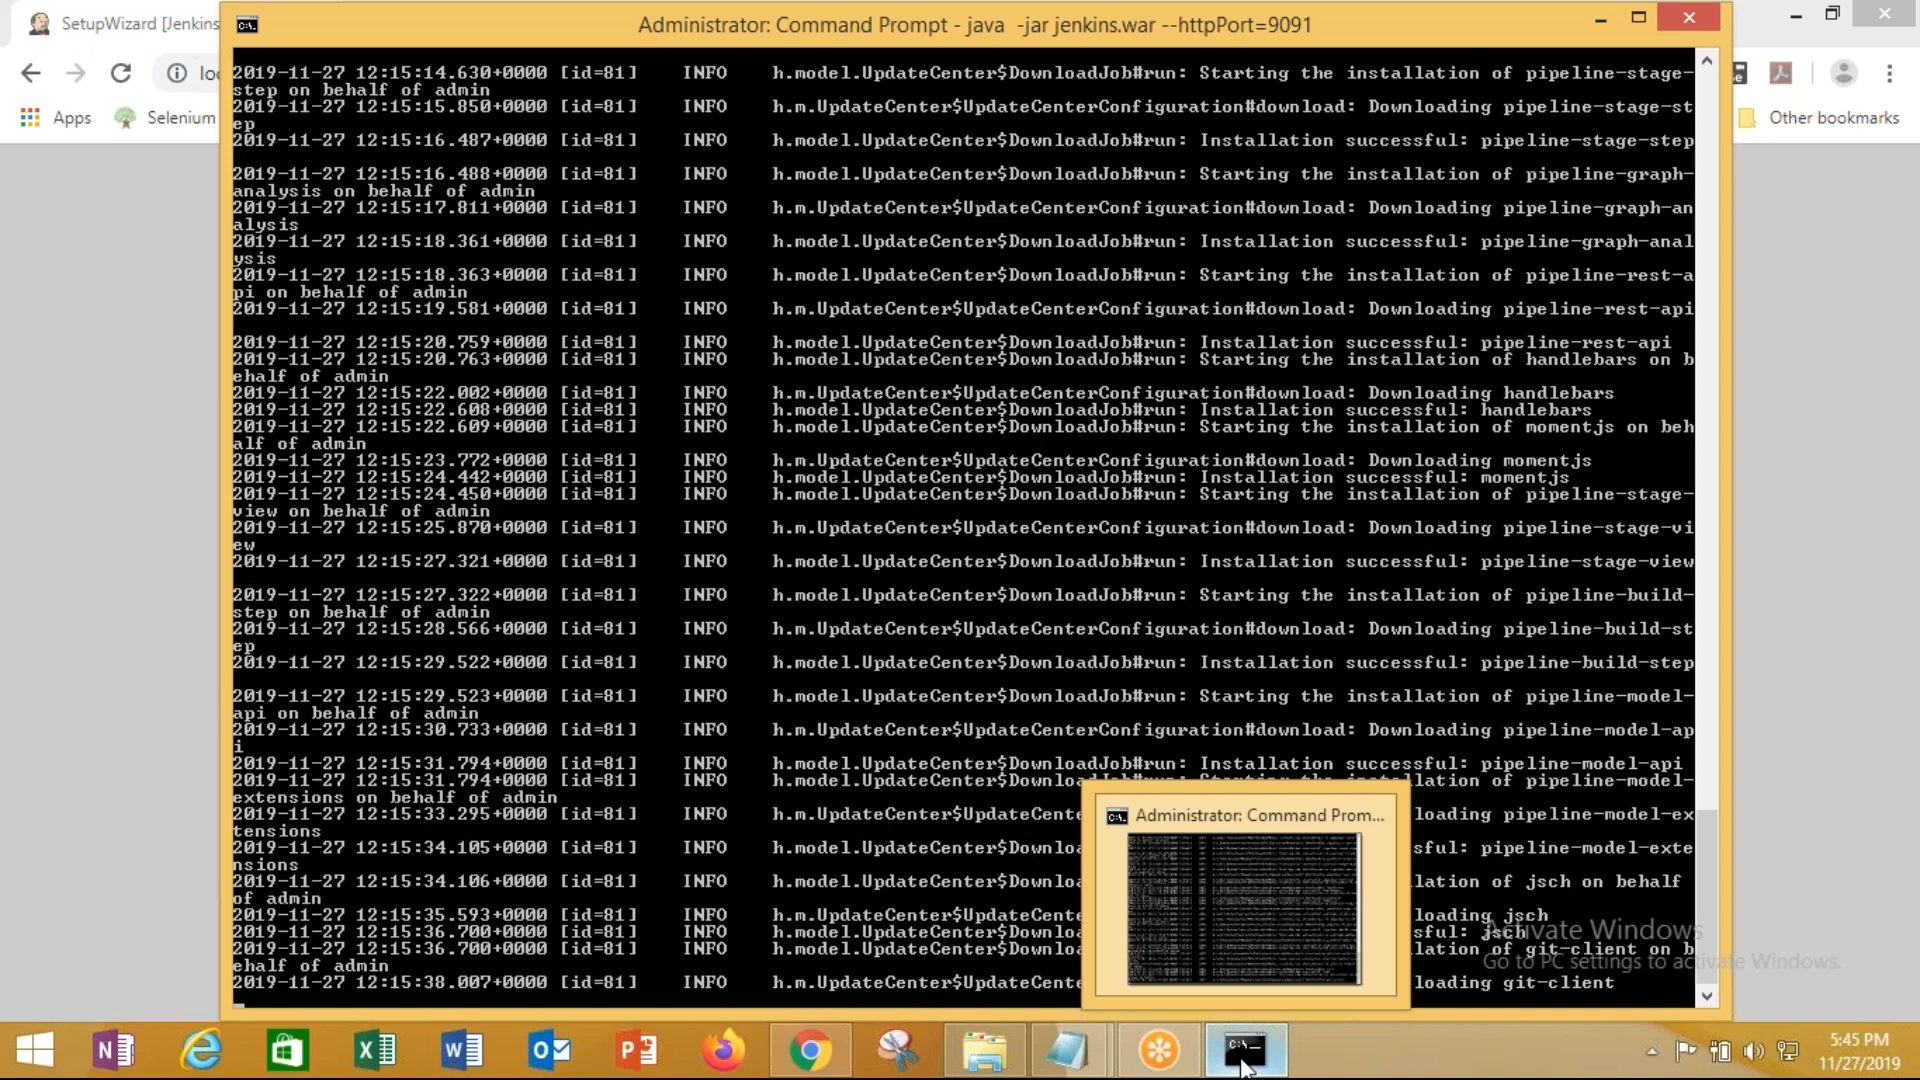 SetupWizard [Jenkins
Administrator: Command Prompt - java -jar jenkins.war --httpPort=9091
loc
Apps
Selenium
Other bookmarks
2019-11-27 12:15:14.630+0000 [id=81] INFO h.model.UpdateCenter$DownloadJob#run: Starting the installation of pipeline-stage-
step on behalf of admin
2019-11-27 12:15:15.850+0000 [id=81] INFO h.m.UpdateCenter$UpdateCenterConfiguration#download: Downloading pipeline-stage-st
ep
2019-11-27 12:15:16.487+0000 [id=81] INFO h.model.UpdateCenter$DownloadJob#run: Installation successful: pipeline-stage-step
2019-11-27 12:15:16.488+0000 [id=81] INFO h.model.UpdateCenter$DownloadJob#run: Starting the installation of pipeline-graph-
analysis on behalf of admin
2019-11-27 12:15:17.811+0000 [id=81] INFO h.m.UpdateCenter$UpdateCenterConfiguration#download: Downloading pipeline-graph-an
alysis
2019-11-27 12:15:18.361+0000 [id=81] INFO h.model.UpdateCenter$DownloadJob#run: Installation successful: pipeline-graph-anal
ysis
2019-11-27 12:15:18.363+0000 [id=81] INFO h.model.UpdateCenter$DownloadJob#run: Starting the installation of pipeline-rest-a
pi on behalf of admin
2019-11-27 12:15:19.581+0000 [id=81] INFO h.m.UpdateCenter$UpdateCenterConfiguration#download: Downloading pipeline-rest-api
2019-11-27 12:15:20.759+0000 [id=81] INFO h.model.UpdateCenter$DownloadJob#run: Installation successful: pipeline-rest-api
2019-11-27 12:15:20.763+0000 [id=81] INFO h.model.UpdateCenter$DownloadJob#run: Starting the installation of handlebars on b
ehalf of admin
2019-11-27 12:15:22.002+0000 [id=81] INFO h.m.UpdateCenter$UpdateCenterConfiguration#download: Downloading handlebars
2019-11-27 12:15:22.608+0000 [id=81] INFO h.model.UpdateCenter$DownloadJob#run: Installation successful: handlebars
2019-11-27 12:15:22.609+0000 [id=81] INFO h.model.UpdateCenter$DownloadJob#run: Starting the installation of momentjs on beh
alf of admin
2019-11-27 12:15:23.772+0000 [id=81] INFO h.m.UpdateCenter$UpdateCenterConfiguration#download: Downloading momentjs
2019-11-27 12:15:24.442+0000 [id=81] INFO h.model.UpdateCenter$DownloadJob#run: Installation successful: momentjs
2019-11-27 12:15:24.450+0000 [id=81] INFO h.model.UpdateCenter$DownloadJob#run: Starting the installation of pipeline-stage-
view on behalf of admin
2019-11-27 12:15:25.870+0000 [id=81] INFO h.m.UpdateCenter$UpdateCenterConfiguration#download: Downloading pipeline-stage-vi
ew
2019-11-27 12:15:27.321+0000 [id=81] INFO h.model.UpdateCenter$DownloadJob#run: Installation successful: pipeline-stage-view
2019-11-27 12:15:27.322+0000 [id=81] INFO h.model.UpdateCenter$DownloadJob#run: Starting the installation of pipeline-build-
step on behalf of admin
2019-11-27 12:15:28.566+0000 [id=81] INFO h.m.UpdateCenter$UpdateCenterConfiguration#download: Downloading pipeline-build-st
ep
2019-11-27 12:15:29.522+0000 [id=81] INFO h.model.UpdateCenter$DownloadJob#run: Installation successful: pipeline-build-step
2019-11-27 12:15:29.523+0000 [id=81] INFO h.model.UpdateCenter$DownloadJob#run: Starting the installation of pipeline-model-
api on behalf of admin
2019-11-27 12:15:30.733+0000 [id=81] INFO h.m.UpdateCenter$UpdateCenterConfiguration#download: Downloading pipeline-model-ap
i
2019-11-27 12:15:31.794+0000 [id=81] INFO h.model.UpdateCenter$DownloadJob#run: Installation successful: pipeline-model-api
2019-11-27 12:15:31.794+0000 [id=81] INFO h.model.UpdateCenter$DownloadJob#run: Starting the installation of pipeline-model-
extensions on behalf of admin
2019-11-27 12:15:33.295+0000 [id=81] INFO h.m.UpdateCenter$UpdateCente loading pipeline-model-ex
tensions
2019-11-27 12:15:34.105+0000 [id=81] INFO h.model.UpdateCenter$Downloa sful: pipeline-model-exte
nsions
2019-11-27 12:15:34.106+0000 [id=81] INFO h.model.UpdateCenter$Downloa lation of jsch on behalf
of admin
2019-11-27 12:15:35.593+0000 [id=81] INFO h.m.UpdateCenter$UpdateCente loading jsch
2019-11-27 12:15:36.700+0000 [id=81] INFO h.model.UpdateCenter$Downloa sful: jsch
2019-11-27 12:15:36.700+0000 [id=81] INFO h.model.UpdateCenter$Downloa lation of git-client on b
ehalf of admin
2019-11-27 12:15:38.007+0000 [id=81] INFO h.m.UpdateCenter$UpdateCente loading git-client
Administrator: Command Prom...
Activate Windows
Go to PC settings to activate Windows.
5:45 PM
11/27/2019